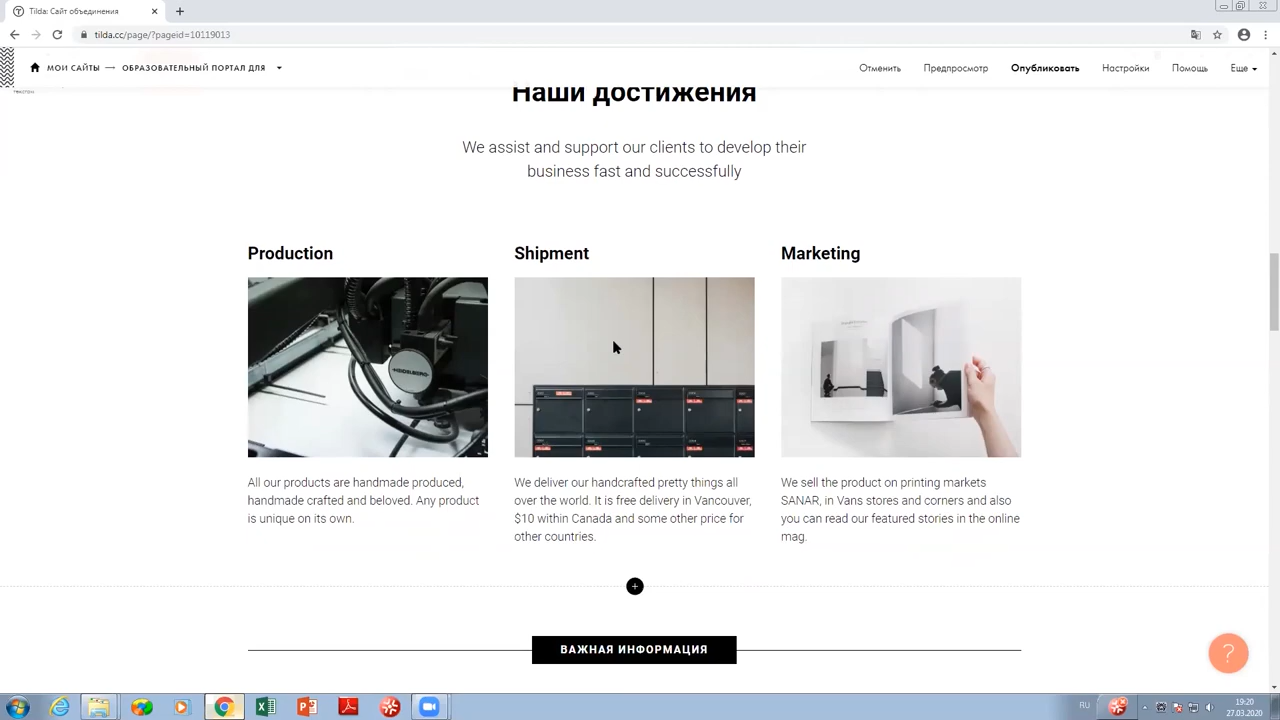 Tilda: Сайт объединения
tilda.cc/page/?pageid=10119013
МОИ САЙТЫ — ОБРАЗОВАТЕЛЬНЫЙ ПОРТАЛ ДЛЯ
Отменить Предпросмотр Опубликовать Настройки Помощь Еще
Наши достижения
We assist and support our clients to develop their
business fast and successfully
Production
Shipment
Marketing
HEIDELBERG
All our products are handmade produced,
handmade crafted and beloved. Any product
is unique on its own.
We deliver our handcrafted pretty things all
over the world. It is free delivery in Vancouver,
$10 within Canada and some other price for
other countries.
We sell the product on printing markets
SANAR, in Vans stores and corners and also
you can read our featured stories in the online
mag.
ВАЖНАЯ ИНФОРМАЦИЯ
RU
19:20
27.03.2020